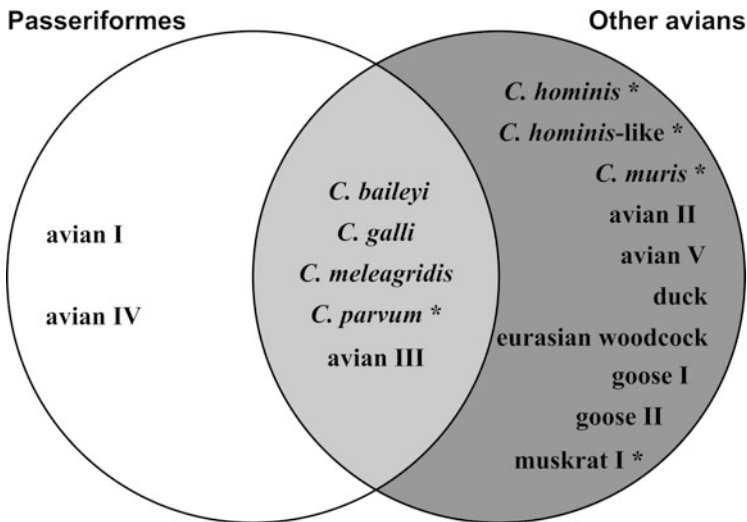 Passeriformes
Other avians
C. hominis *
C. hominis-like *
C. muris *
avian II
avian V
duck
eurasian woodcock
goose I
goose II
muskrat I *
C. baileyi
C. galli
C. meleagridis
C. parvum *
avian III
avian I
avian IV